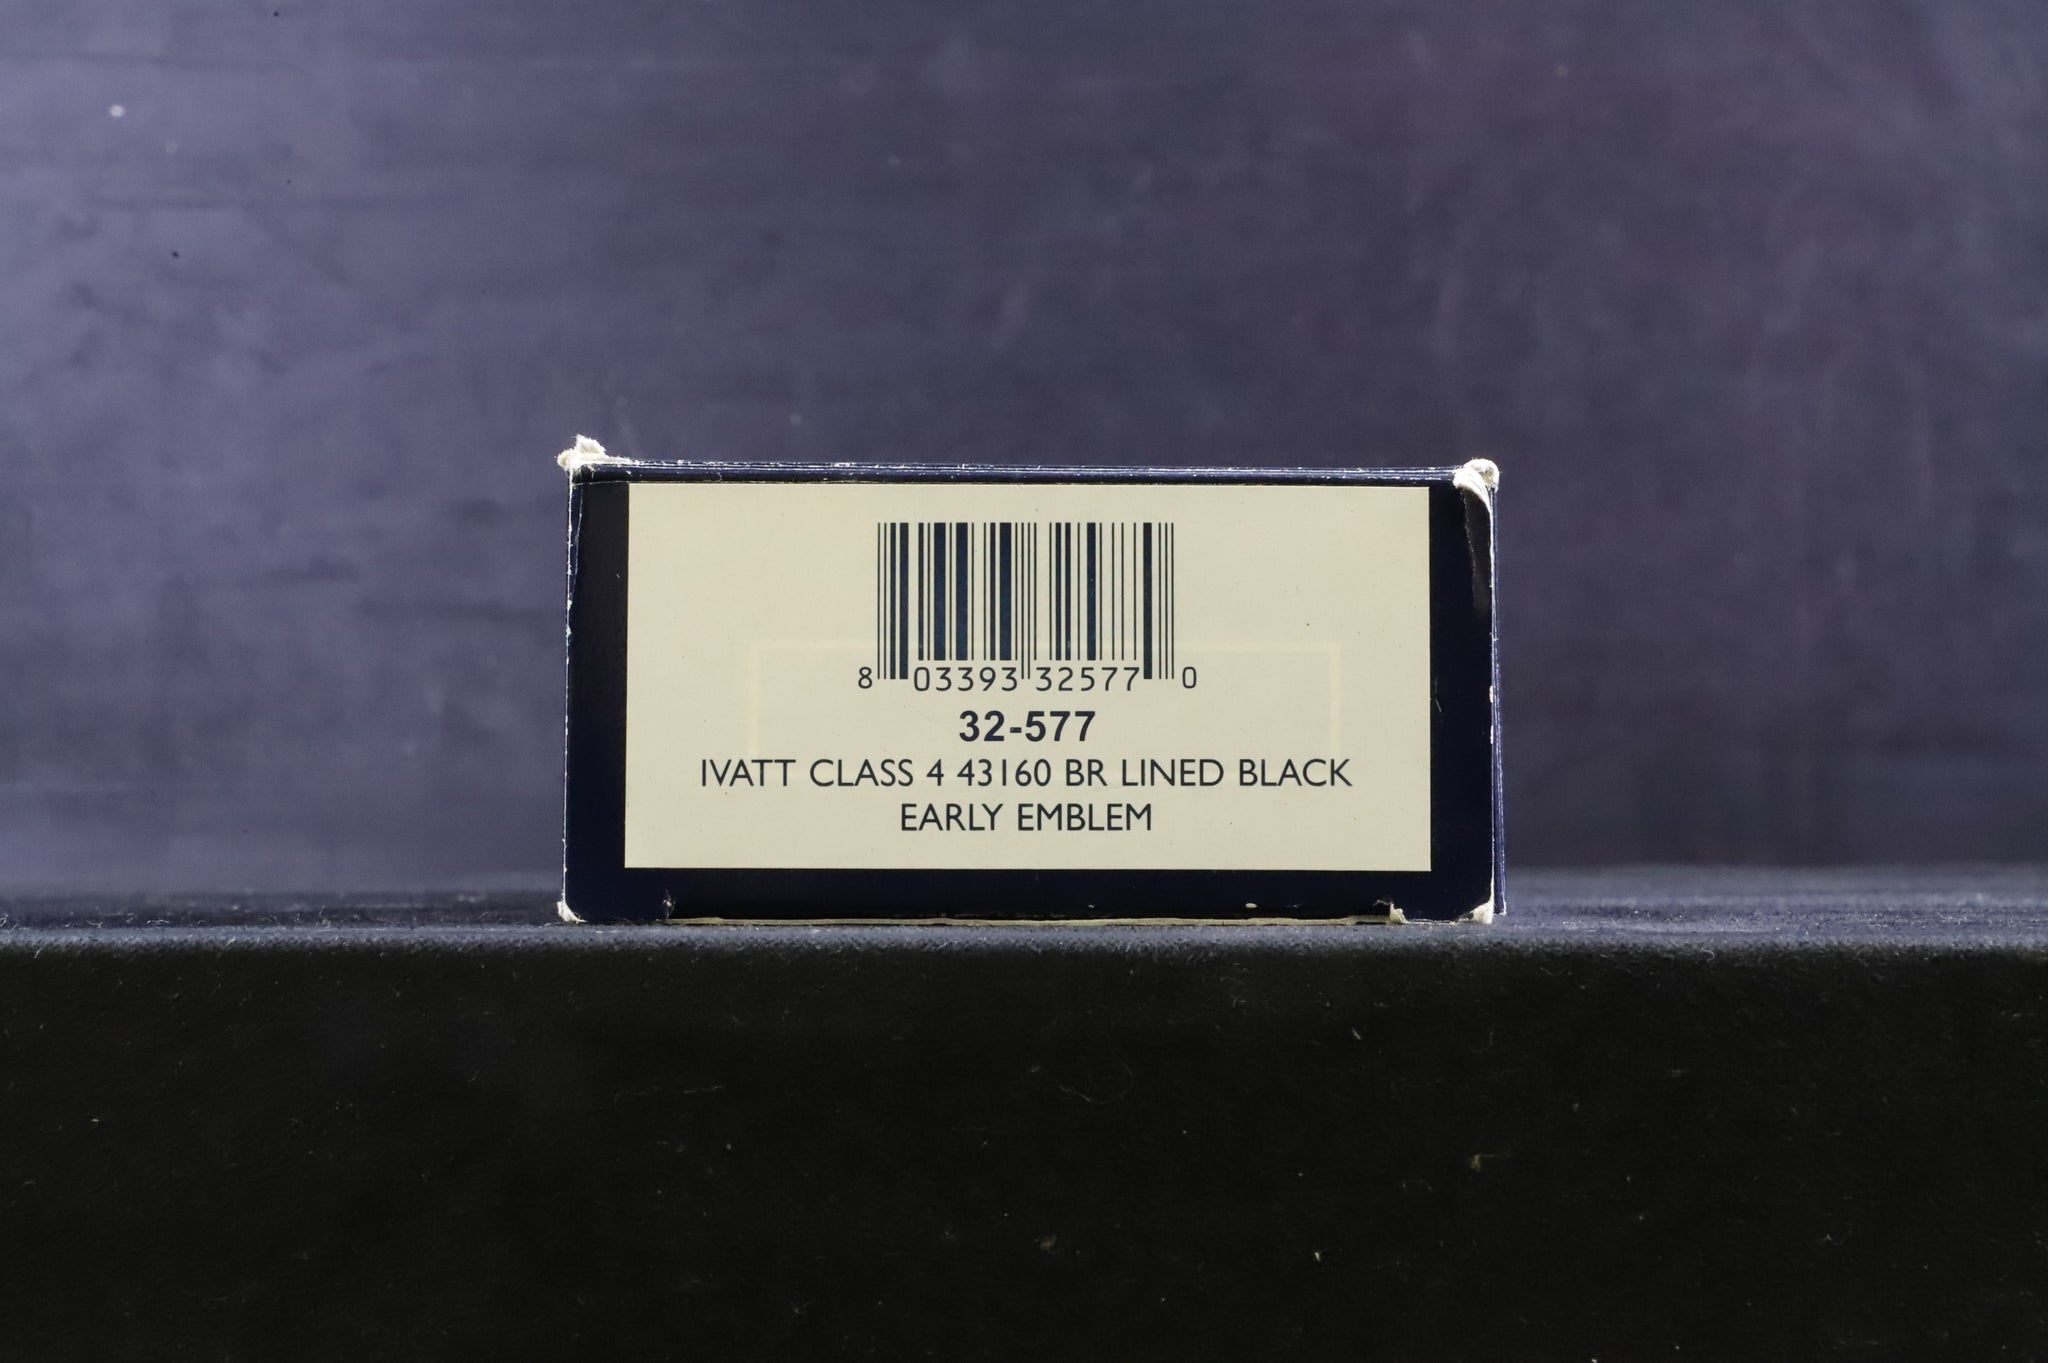 8 03393 32577 0
32-577
IVATT CLASS 4 43160 BR LINED BLACK
EARLY EMBLEM